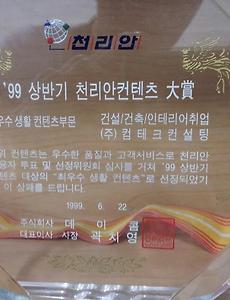 천리안
'99 상반기 천리안컨텐츠 大賞
우수 생활 컨텐츠부문
건설/건축/인테리어취업
(주) 컴테크컨설팅
위 컨텐츠는 우수한 품질과 고객서비스로 천리안
용자 투표 및 선정위원회 심사를 거쳐 '99 상반기
텐츠 대상의 "최우수 생활 컨텐츠"로 선정되었기
이 상패를 드립니다.
1999. 6. 22
주식회사 데이콤
대표이사 사장 곽치영